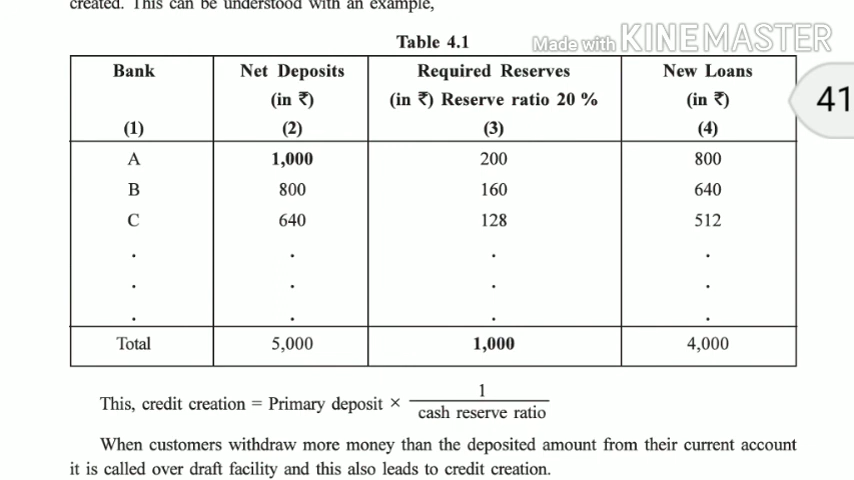 created. This can be understood with an example,
Table 4.1
Made with KINEMASTER
Bank Net Deposits Required Reserves New Loans
(in ₹) (in ₹) Reserve ratio 20 % (in ₹)
41
(1) (2) (3) (4)
A 1,000 200 800
B 800 160 640
C 640 128 512
. . . .
. . . .
. . . .
Total 5,000 1,000 4,000
This, credit creation = Primary deposit × 1
cash reserve ratio
When customers withdraw more money than the deposited amount from their current account
it is called over draft facility and this also leads to credit creation.